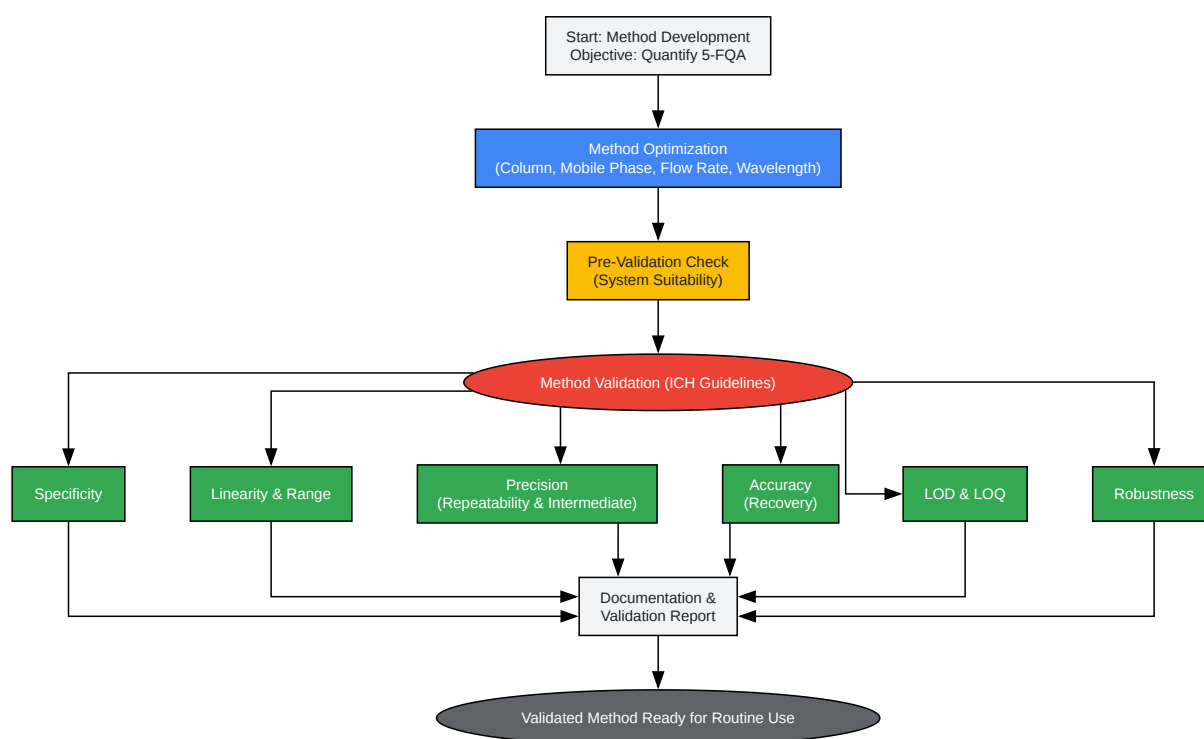 Start: Method Development
Objective: Quantify 5-FQA
Method Optimization
(Column, Mobile Phase, Flow Rate, Wavelength)
Pre-Validation Check
(System Suitability)
Method Validation (ICH Guidelines)
Specificity
Linearity & Range
Precision
(Repeatability & Intermediate)
Accuracy
(Recovery)
LOD & LOQ
Robustness
Documentation &
Validation Report
Validated Method Ready for Routine Use